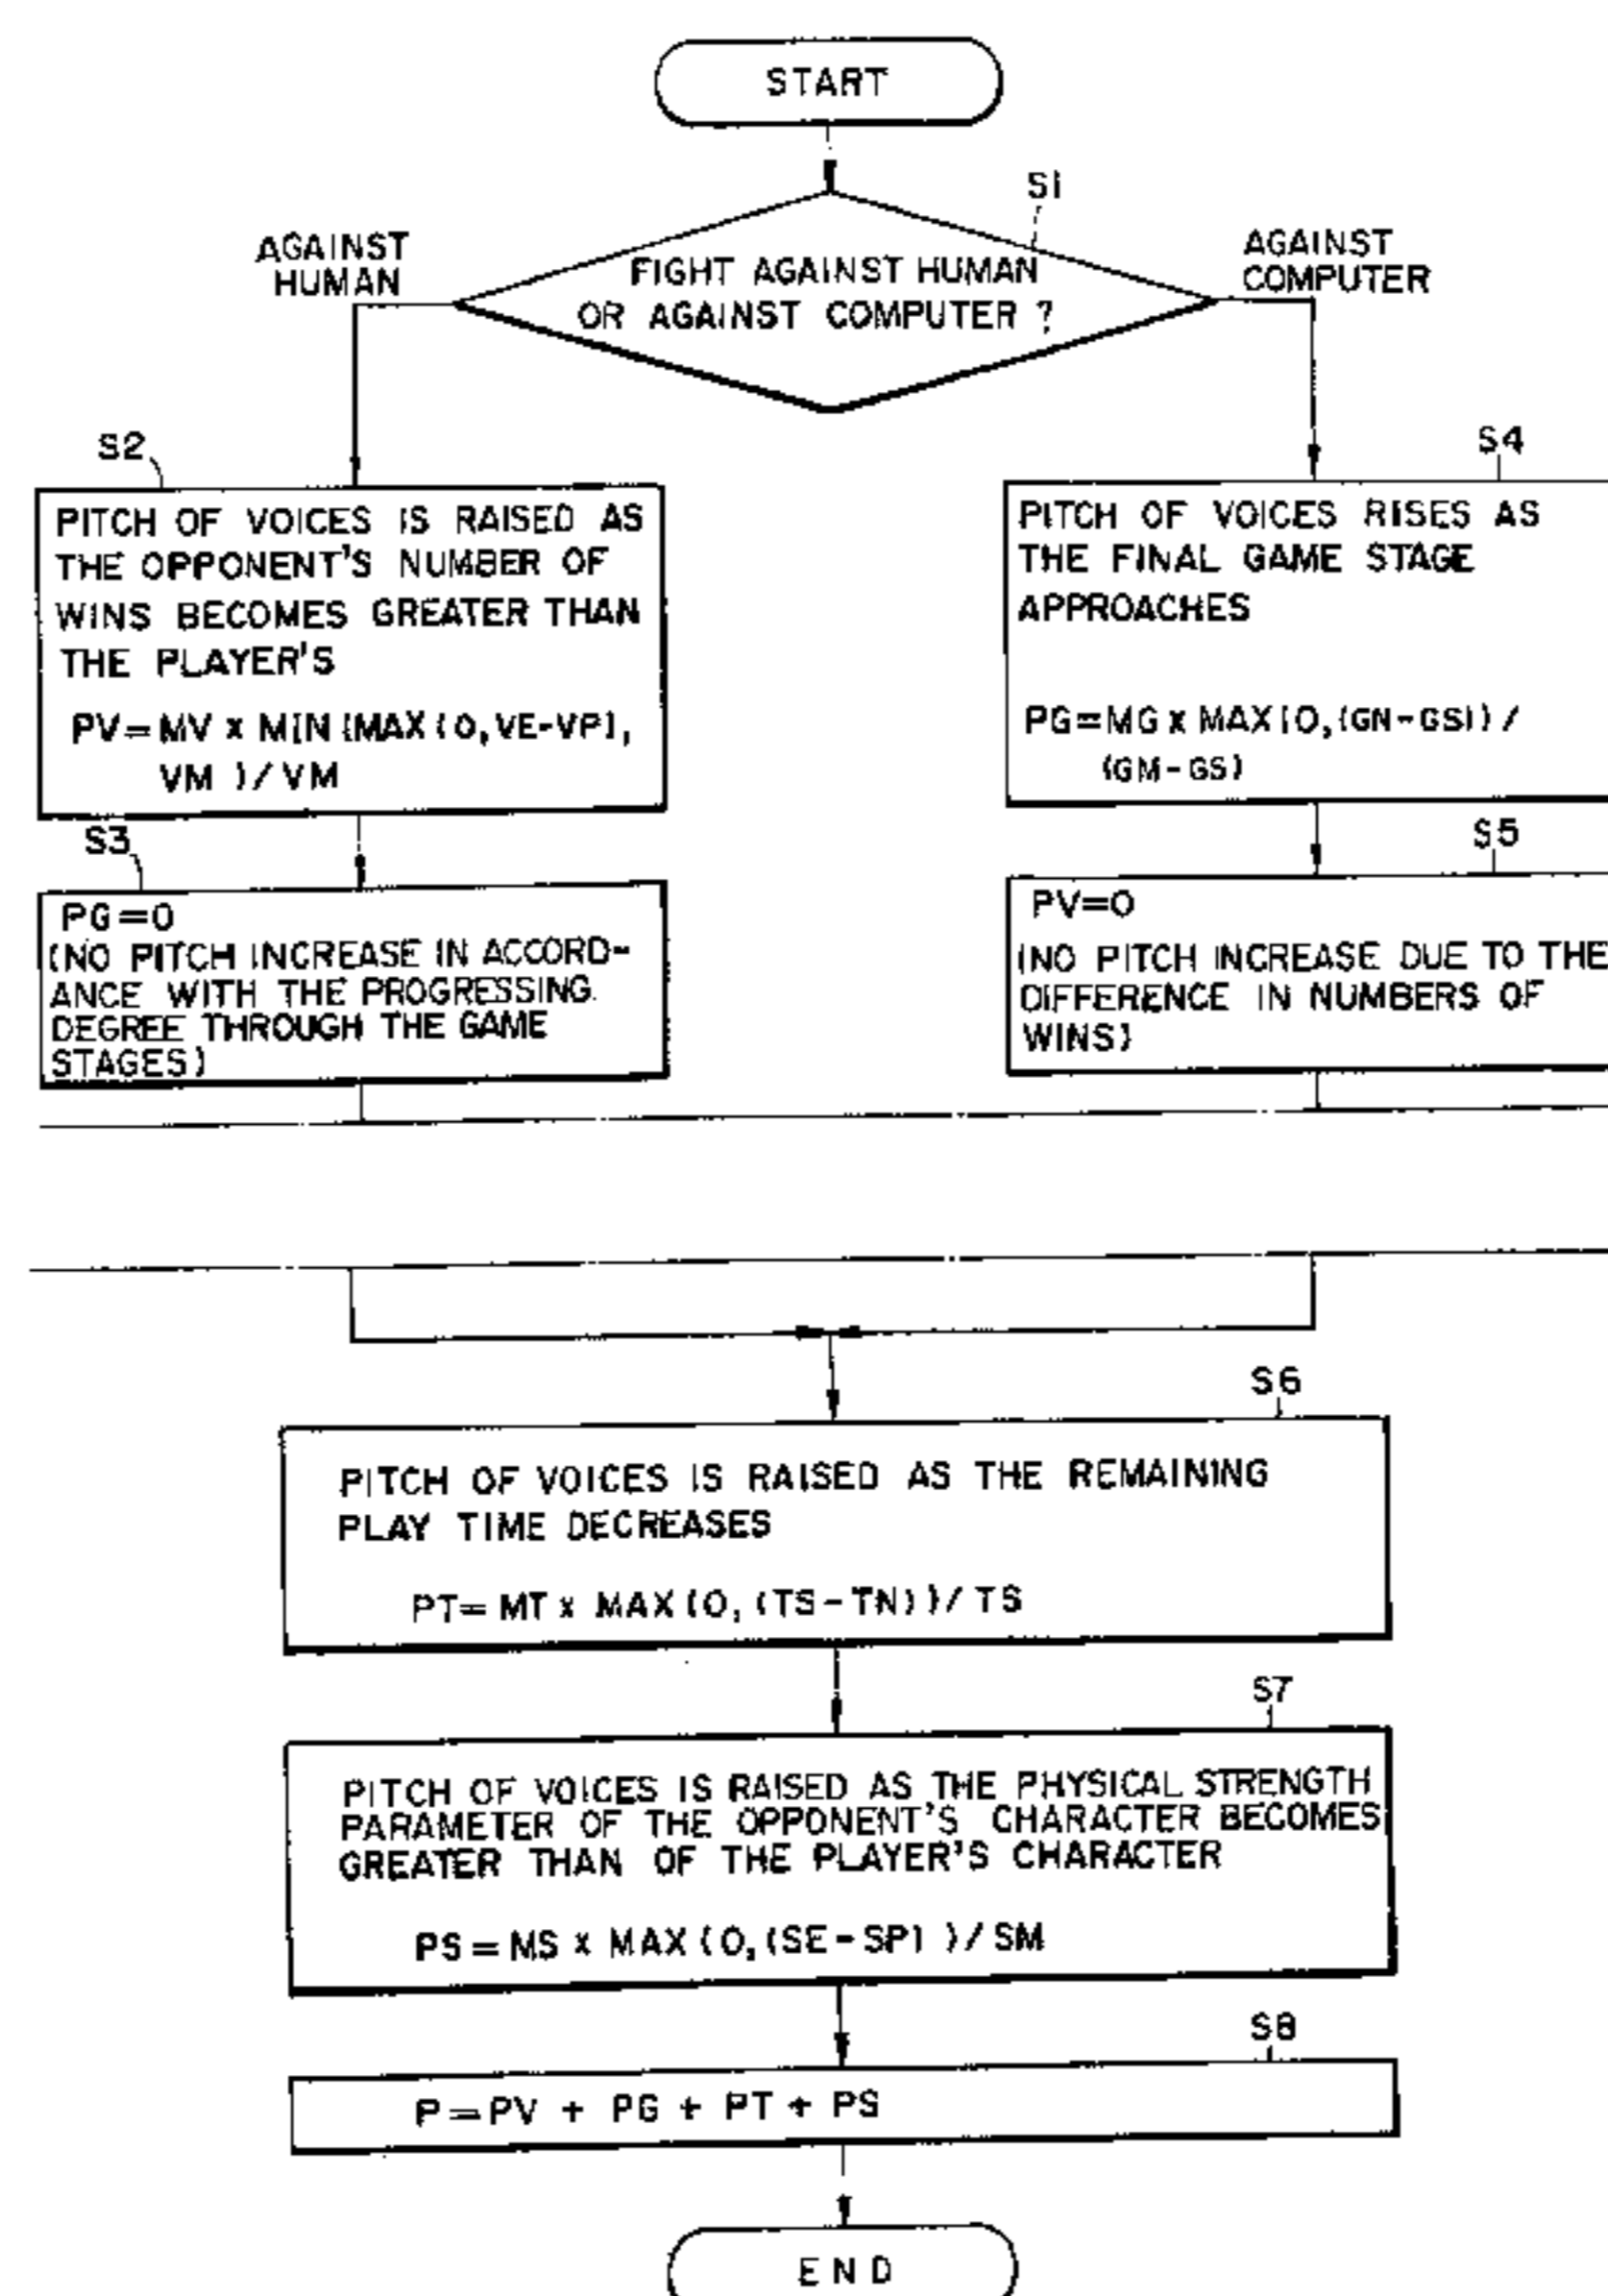 START
S1
AGAINST
HUMAN
FIGHT AGAINST HUMAN
OR AGAINST COMPUTER ?
AGAINST
COMPUTER
S2
PITCH OF VOICES IS RAISED AS
THE OPPONENT'S NUMBER OF
WINS BECOMES GREATER THAN
THE PLAYER'S
PV=MV x MIN (MAX(0,VE-VP),
VM )/VM
S4
PITCH OF VOICES RISES AS
THE FINAL GAME STAGE
APPROACHES
PG=MG x MAX(0,(GN-GS))/
(GM-GS)
S3
PG=0
(NO PITCH INCREASE IN ACCORD-
ANCE WITH THE PROGRESSING
DEGREE THROUGH THE GAME
STAGES)
S5
PV=0
(NO PITCH INCREASE DUE TO THE
DIFFERENCE IN NUMBERS OF
WINS)
S6
PITCH OF VOICES IS RAISED AS THE REMAINING
PLAY TIME DECREASES
PT= MT x MAX(0,(TS-TN))/TS
S7
PITCH OF VOICES IS RAISED AS THE PHYSICAL STRENGTH
PARAMETER OF THE OPPONENT'S CHARACTER BECOMES
GREATER THAN OF THE PLAYER'S CHARACTER
PS=MS x MAX(0,(SE-SP) )/SM
S8
P=PV + PG + PT + PS
END